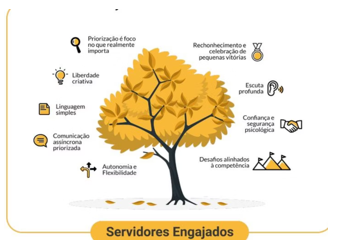 Priorização é foco
no que realmente
importa
Liberdade
criativa
Linguagem
simples
Comunicação
assíncrona
priorizada
Autonomia e
Flexibilidade
Rechonhecimento e
celebração de
pequenas vitórias
Escuta
profunda
Confiança e
segurança
psicológica
Desafios alinhados
à competência
Servidores Engajados